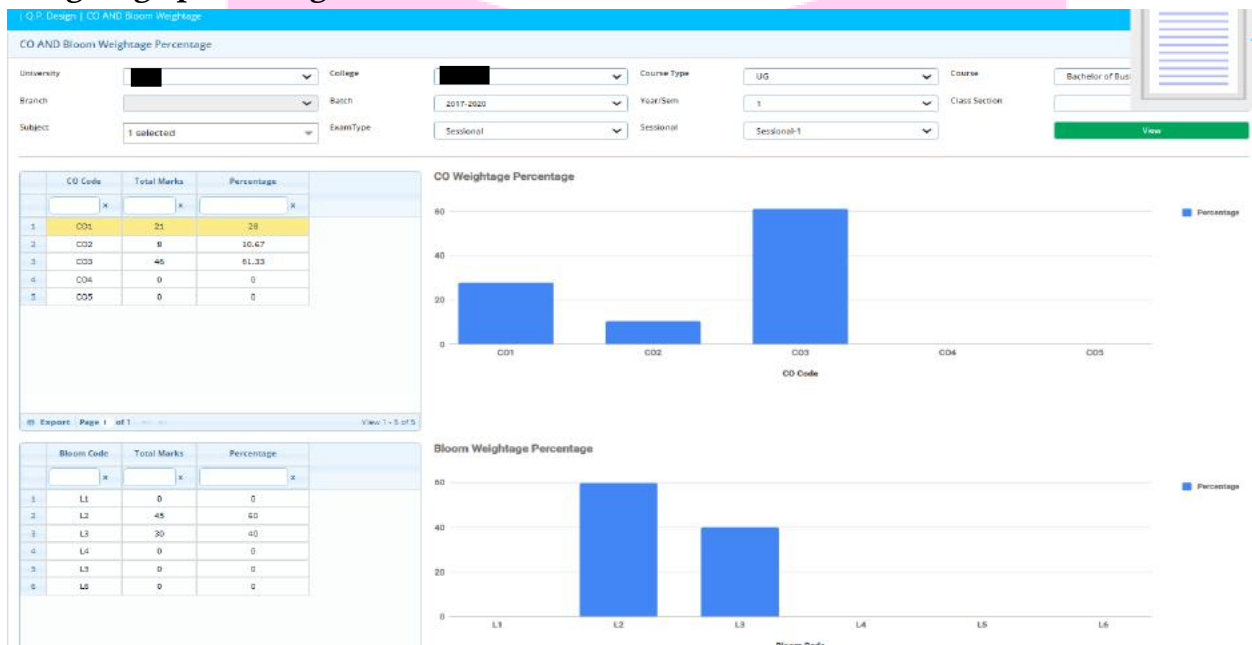 | Q.P. Design | CO AND Bloom Weightage
CO AND Bloom Weightage Percentage
University College Course Type UG Course Bachelor of Bus
Branch Batch 2017-2020 Year/Sem 1 Class Section
Subject 1 selected ExamType Sessional Sessional Sessional-1 View
CO Code Total Marks Percentage
x x x
1 CO1 21 28
2 CO2 8 10.67
3 CO3 46 61.33
4 CO4 0 0
5 CO5 0 0
Export Page 1 of 1 View 1 - 5 of 5
CO Weightage Percentage
60
40
20
0
CO1 CO2 CO3 CO4 CO5
CO Code
Percentage
Bloom Code Total Marks Percentage
x x x
1 L1 0 0
2 L2 45 60
3 L3 30 40
4 L4 0 0
5 L5 0 0
6 L6 0 0
Bloom Weightage Percentage
60
40
20
0
L1 L2 L3 L4 L5 L6
Bloom Code
Percentage